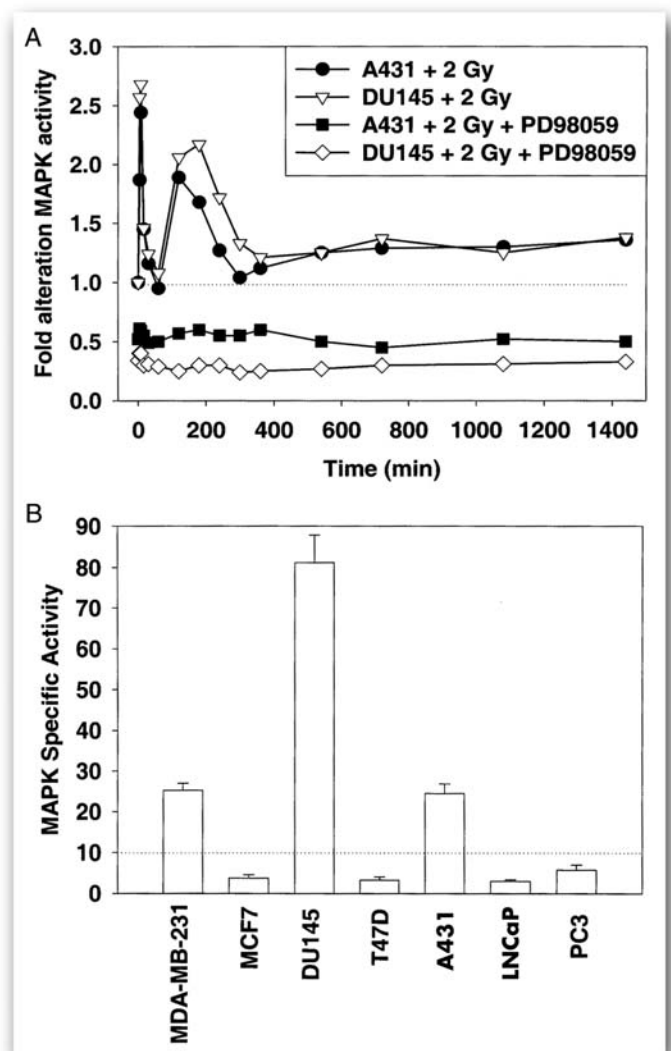 A
3.0
2.5
2.0
1.5
1.0
0.5
0.0
Fold alteration MAPK activity
A431 + 2 Gy
DU145 + 2 Gy
A431 + 2 Gy + PD98059
DU145 + 2 Gy + PD98059
0 200 400 600 800 1000 1200 1400
Time (min)
B
90
80
70
60
50
40
30
20
10
0
MAPK Specific Activity
MDA-MB-231
MCF7
DU145
T47D
A431
LNCaP
PC3